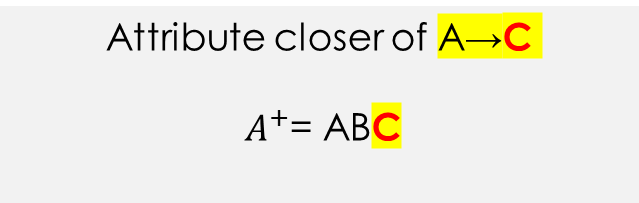 Attribute closer of A→C
A⁺= ABC